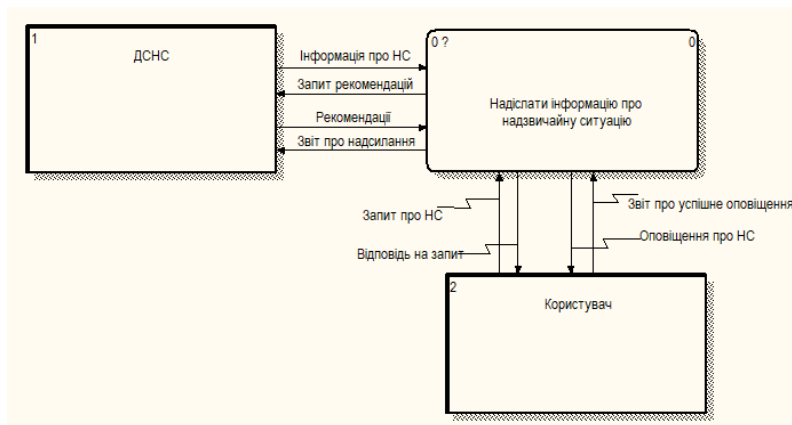 1
ДСНС
Інформація про НС
Запит рекомендацій
Рекомендації
Звіт про надсилання
0 ?
0
Надіслати інформацію про
надзвичайну ситуацію
Запит про НС
Відповідь на запит
Звіт про успішне оповіщення
Оповіщення про НС
2
Користувач